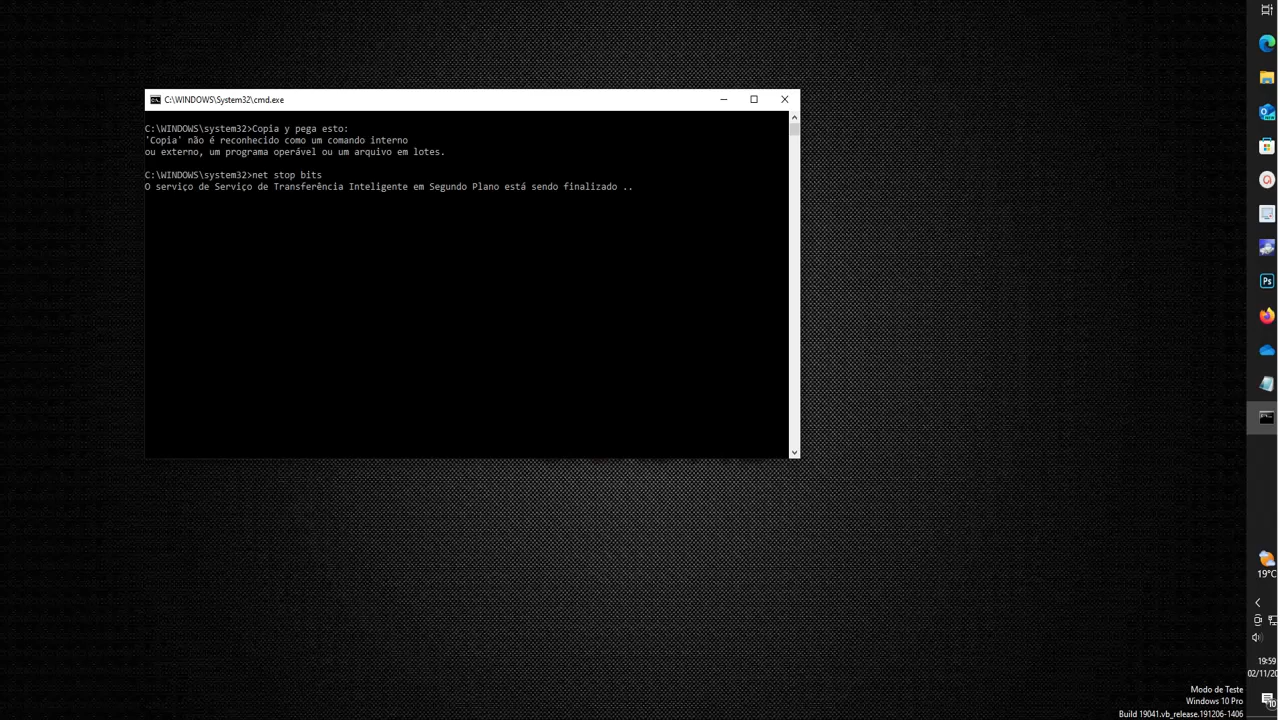 C:\WINDOWS\System32\cmd.exe
C:\WINDOWS\system32>Copia y pega esto:
'Copia' não é reconhecido como um comando interno
ou externo, um programa operável ou um arquivo em lotes.
C:\WINDOWS\system32>net stop bits
O serviço de Serviço de Transferência Inteligente em Segundo Plano está sendo finalizado ..
Ps
19°C
19:59
02/11/20
10
Modo de Teste
Windows 10 Pro
Build 19041.vb_release.191206-1406